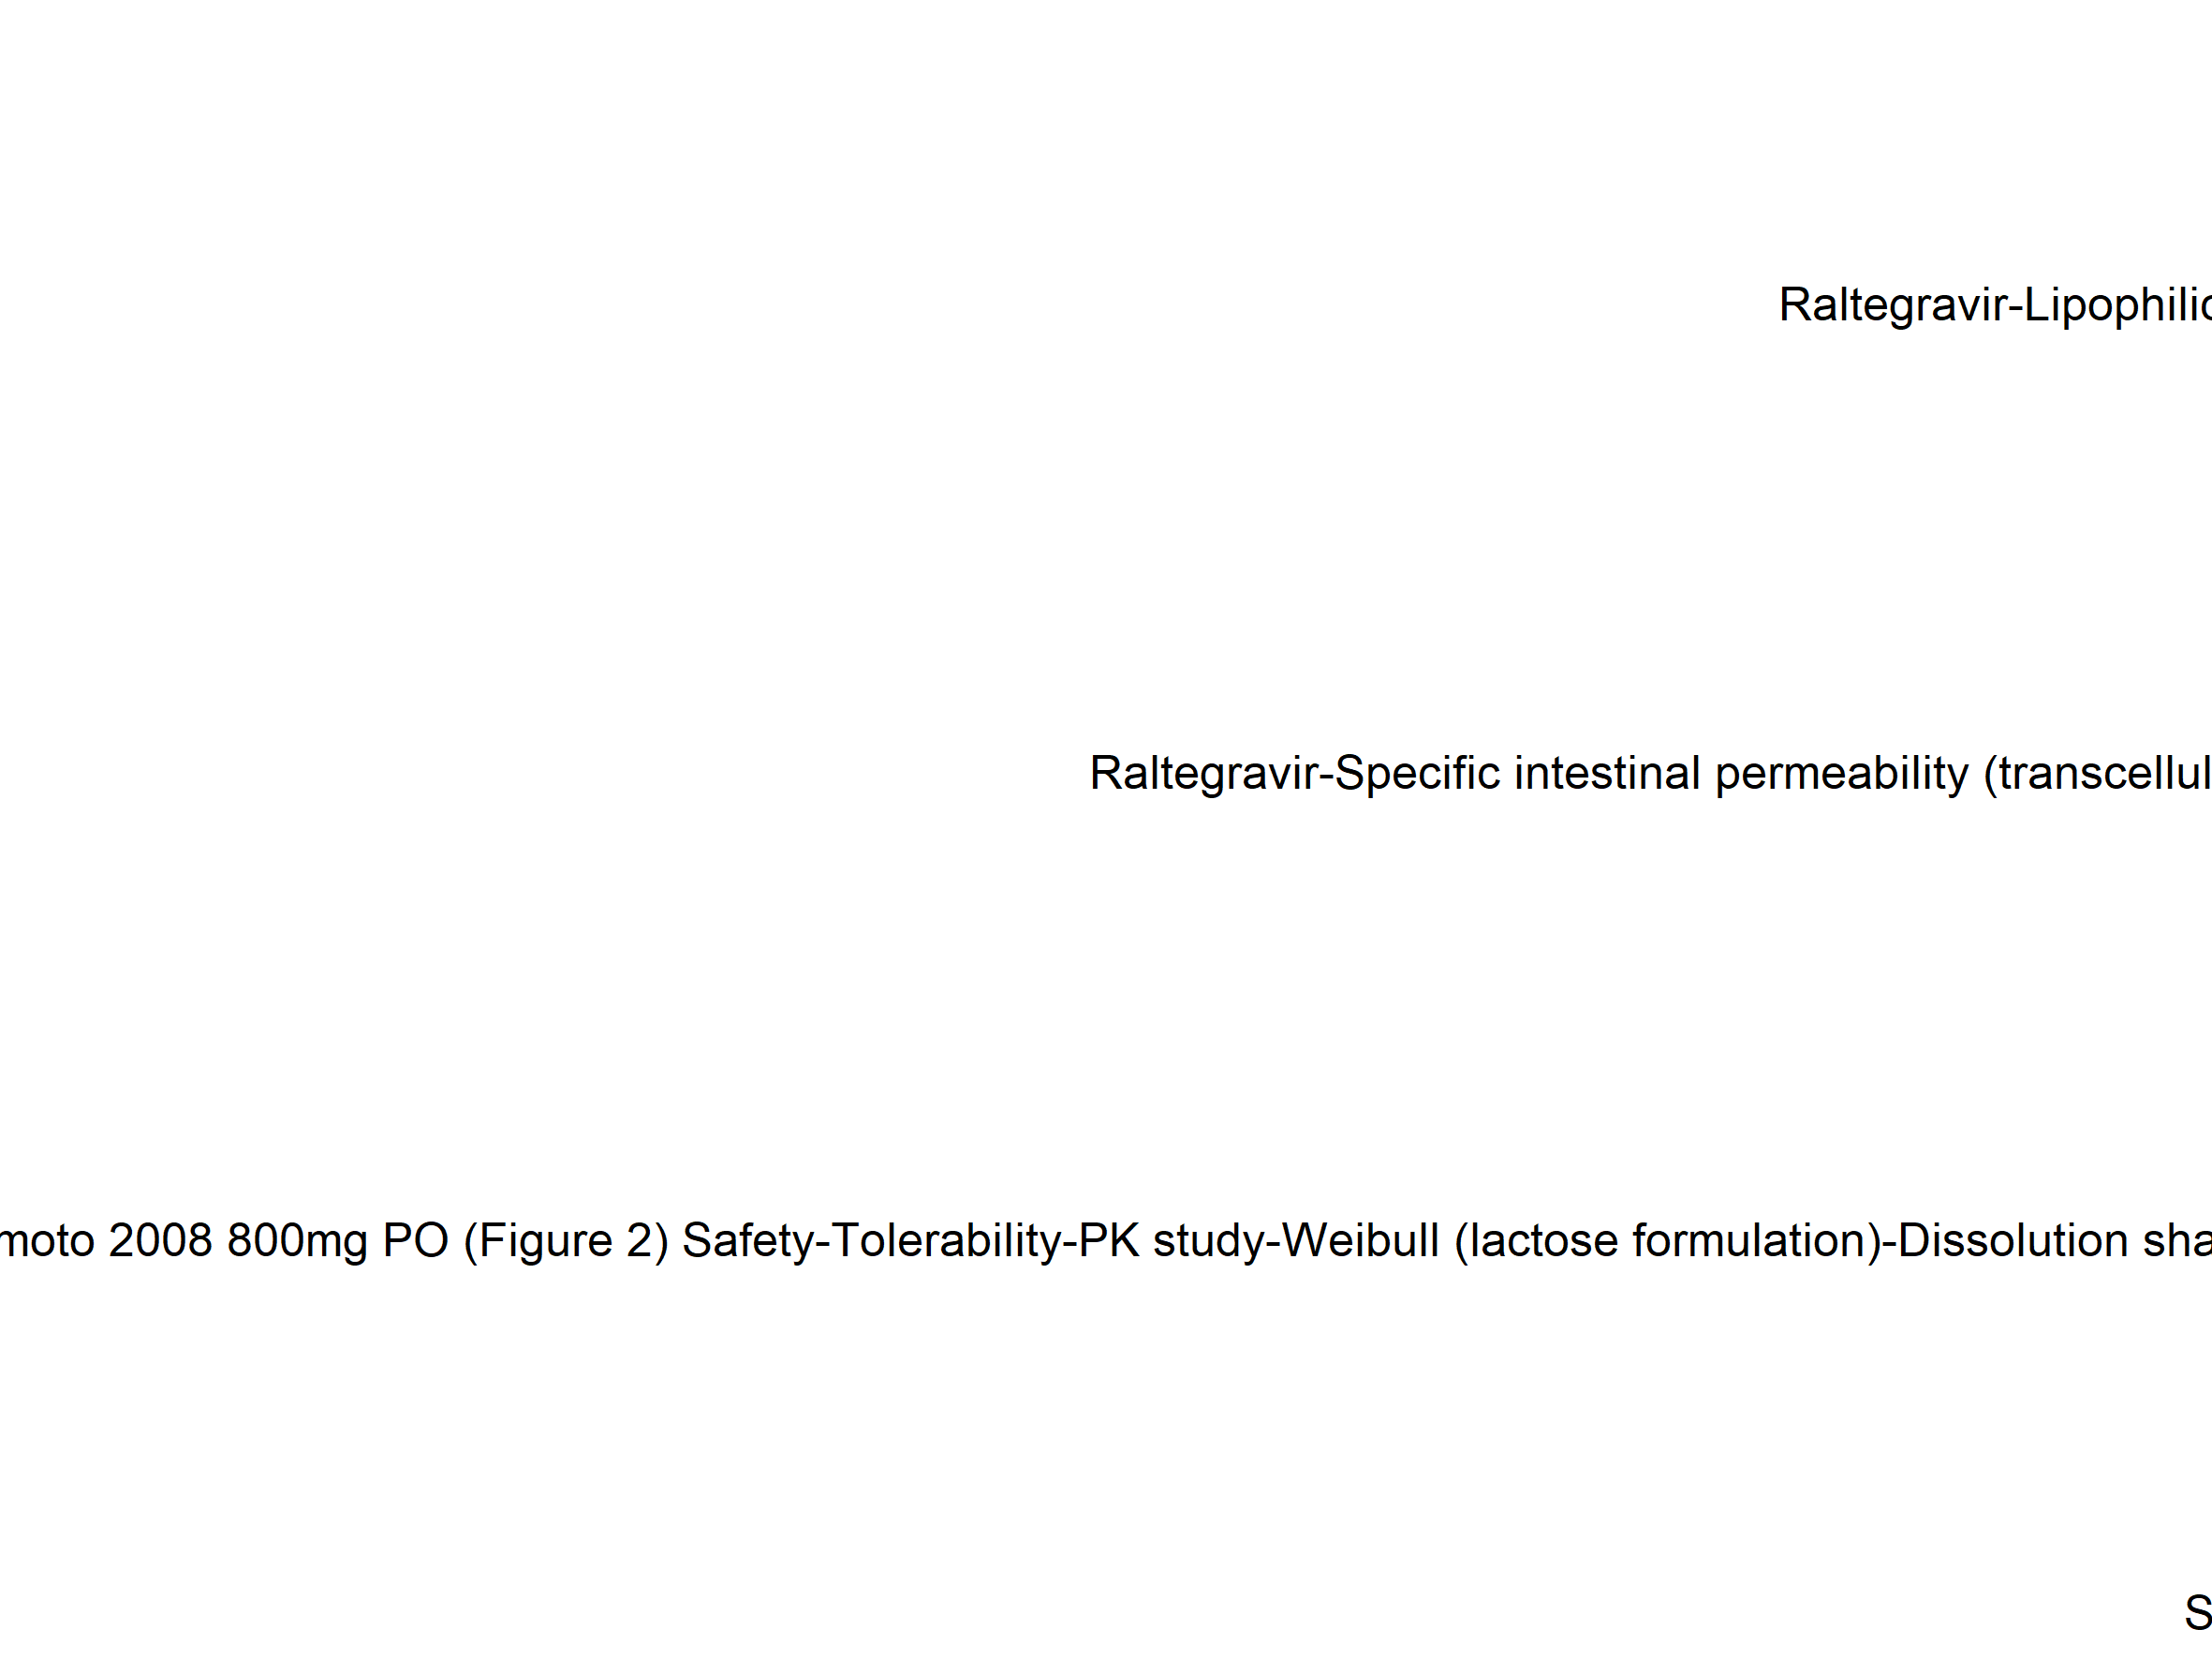 Raltegravir-Lipophilic
Raltegravir-Specific intestinal permeability (transcellul
moto 2008 800mg PO (Figure 2) Safety-Tolerability-PK study-Weibull (lactose formulation)-Dissolution sha
S